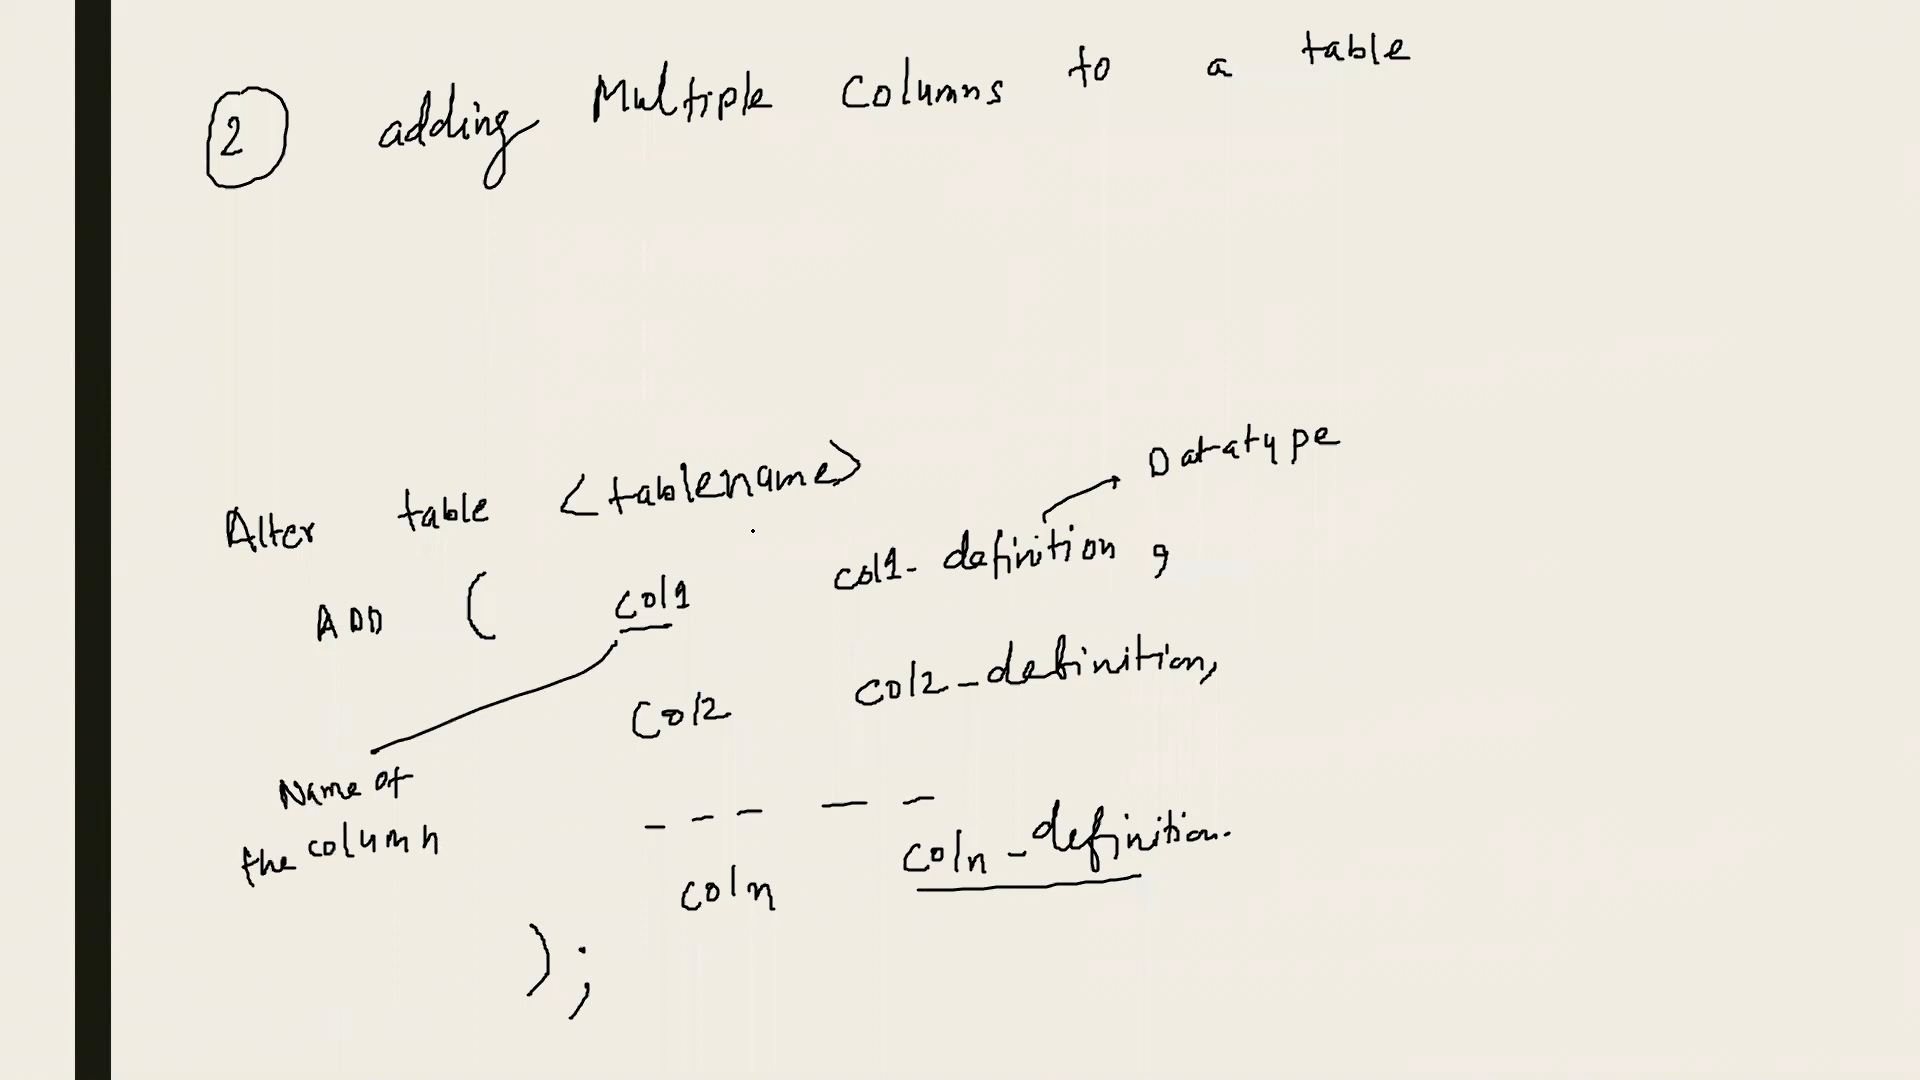 2 adding Multiple Columns to a table
Alter table <tablename>
Datatype
ADD ( col1 col1-definition ,
col2 col2-definition,
Name of
the column
- - - - -
coln coln-definition.
) ;